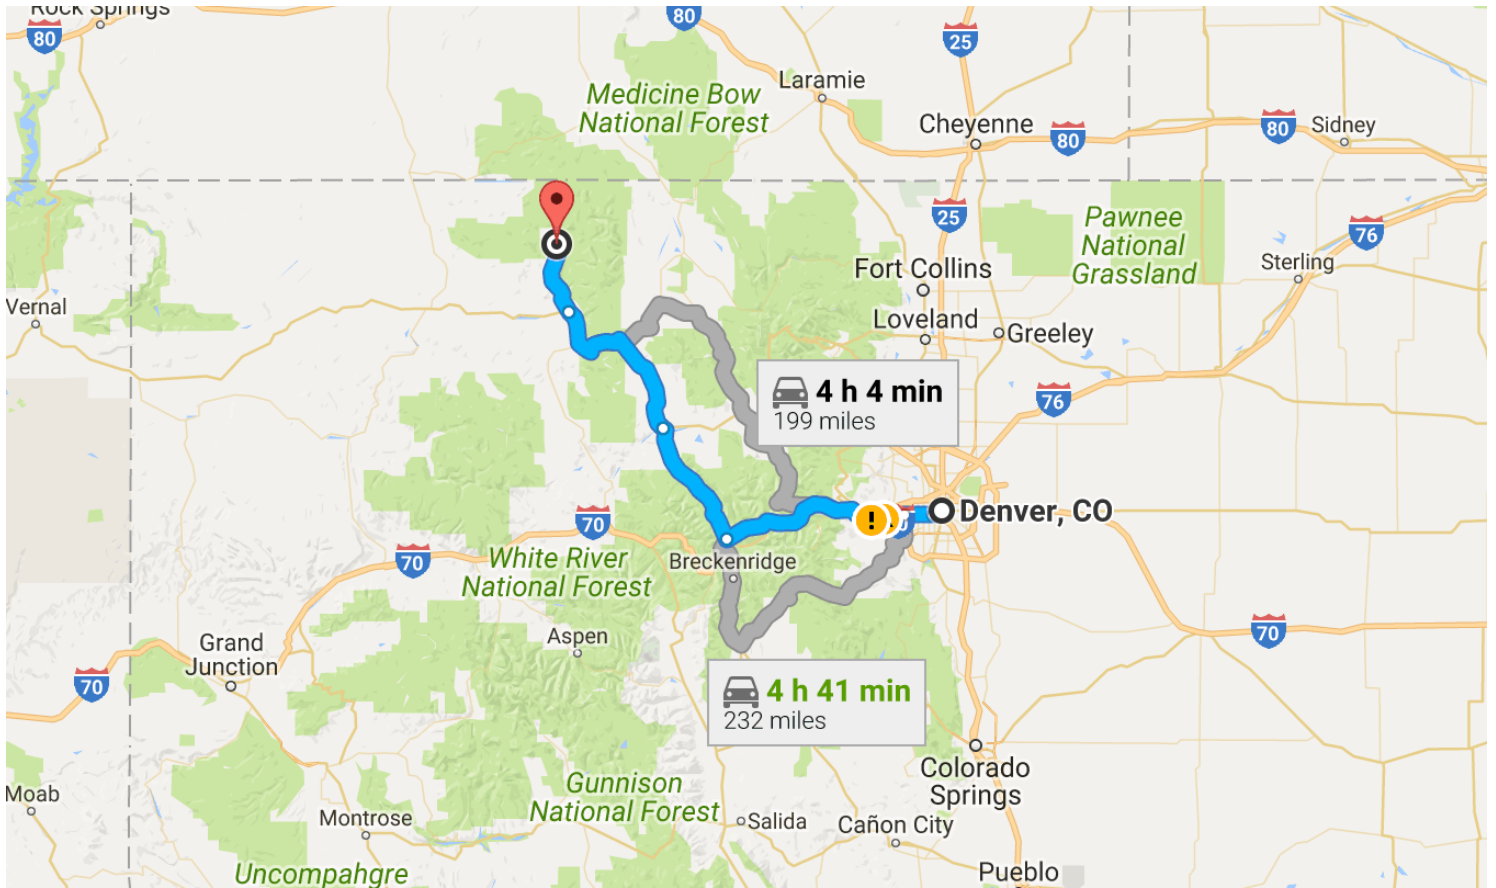 Rock Springs
80
80
25
Laramie
Medicine Bow
National Forest
Cheyenne
80
80
Sidney
25
Pawnee
National
Grassland
76
Sterling
Fort Collins
Vernal
Loveland
Greeley
4 h 4 min
199 miles
76
Denver, CO
!
70
White River
National Forest
70
Breckenridge
Aspen
Grand
Junction
70
70
4 h 41 min
232 miles
Colorado
Springs
Gunnison
National Forest
Moab
Montrose
Salida
Cañon City
Uncompahgre
Pueblo